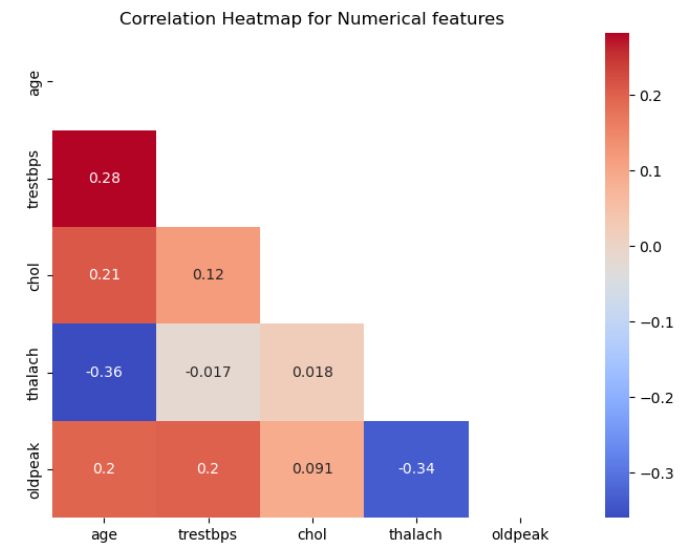 Correlation Heatmap for Numerical features
age
trestbps
0.28
chol
0.21 0.12
thalach
-0.36 -0.017 0.018
oldpeak
0.2 0.2 0.091 -0.34
age trestbps chol thalach oldpeak
0.2
0.1
0.0
−0.1
−0.2
−0.3